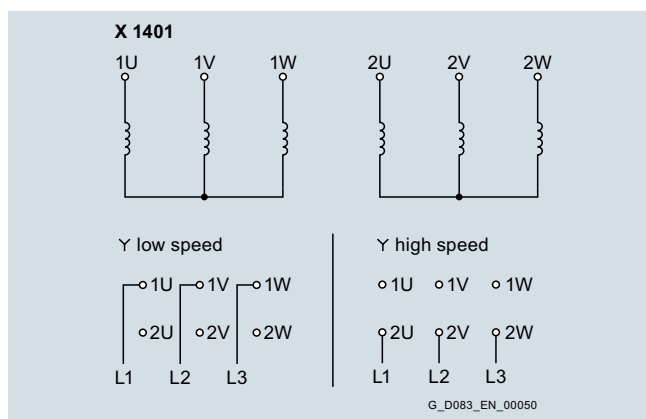 X 1401
1U 1V 1W 2U 2V 2W
Y low speed
1U 1V 1W
2U 2V 2W
L1 L2 L3
Y high speed
1U 1V 1W
2U 2V 2W
L1 L2 L3
G_D083_EN_00050